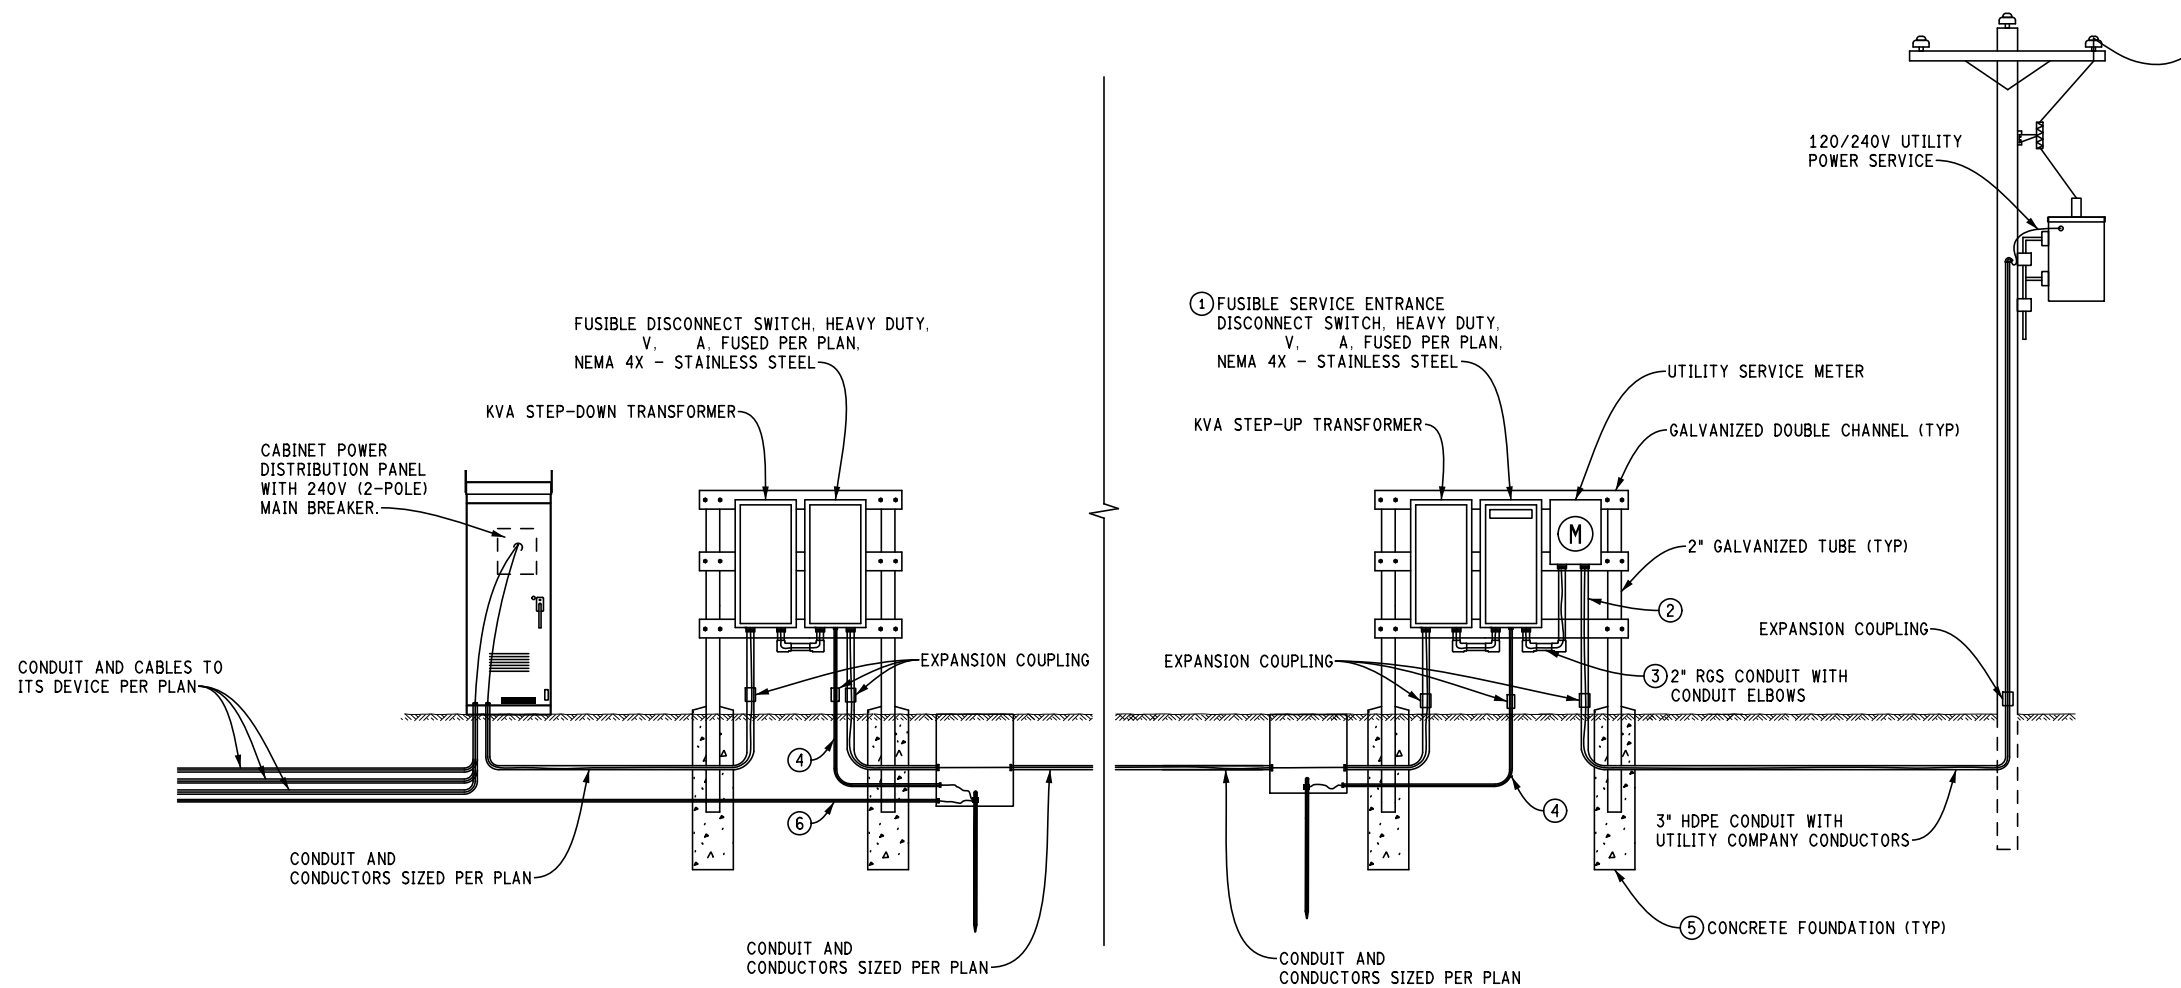 120/240V UTILITY
POWER SERVICE
FUSIBLE DISCONNECT SWITCH, HEAVY DUTY,
V, A, FUSED PER PLAN,
NEMA 4X - STAINLESS STEEL
1 FUSIBLE SERVICE ENTRANCE
DISCONNECT SWITCH, HEAVY DUTY,
V, A, FUSED PER PLAN,
NEMA 4X - STAINLESS STEEL
UTILITY SERVICE METER
KVA STEP-DOWN TRANSFORMER
KVA STEP-UP TRANSFORMER
GALVANIZED DOUBLE CHANNEL (TYP)
CABINET POWER
DISTRIBUTION PANEL
WITH 240V (2-POLE)
MAIN BREAKER.
M
2" GALVANIZED TUBE (TYP)
2
EXPANSION COUPLING
CONDUIT AND CABLES TO
ITS DEVICE PER PLAN
EXPANSION COUPLING
EXPANSION COUPLING
3 2" RGS CONDUIT WITH
CONDUIT ELBOWS
4
6
4
3" HDPE CONDUIT WITH
UTILITY COMPANY CONDUCTORS
CONDUIT AND
CONDUCTORS SIZED PER PLAN
5 CONCRETE FOUNDATION (TYP)
CONDUIT AND
CONDUCTORS SIZED PER PLAN
CONDUIT AND
CONDUCTORS SIZED PER PLAN